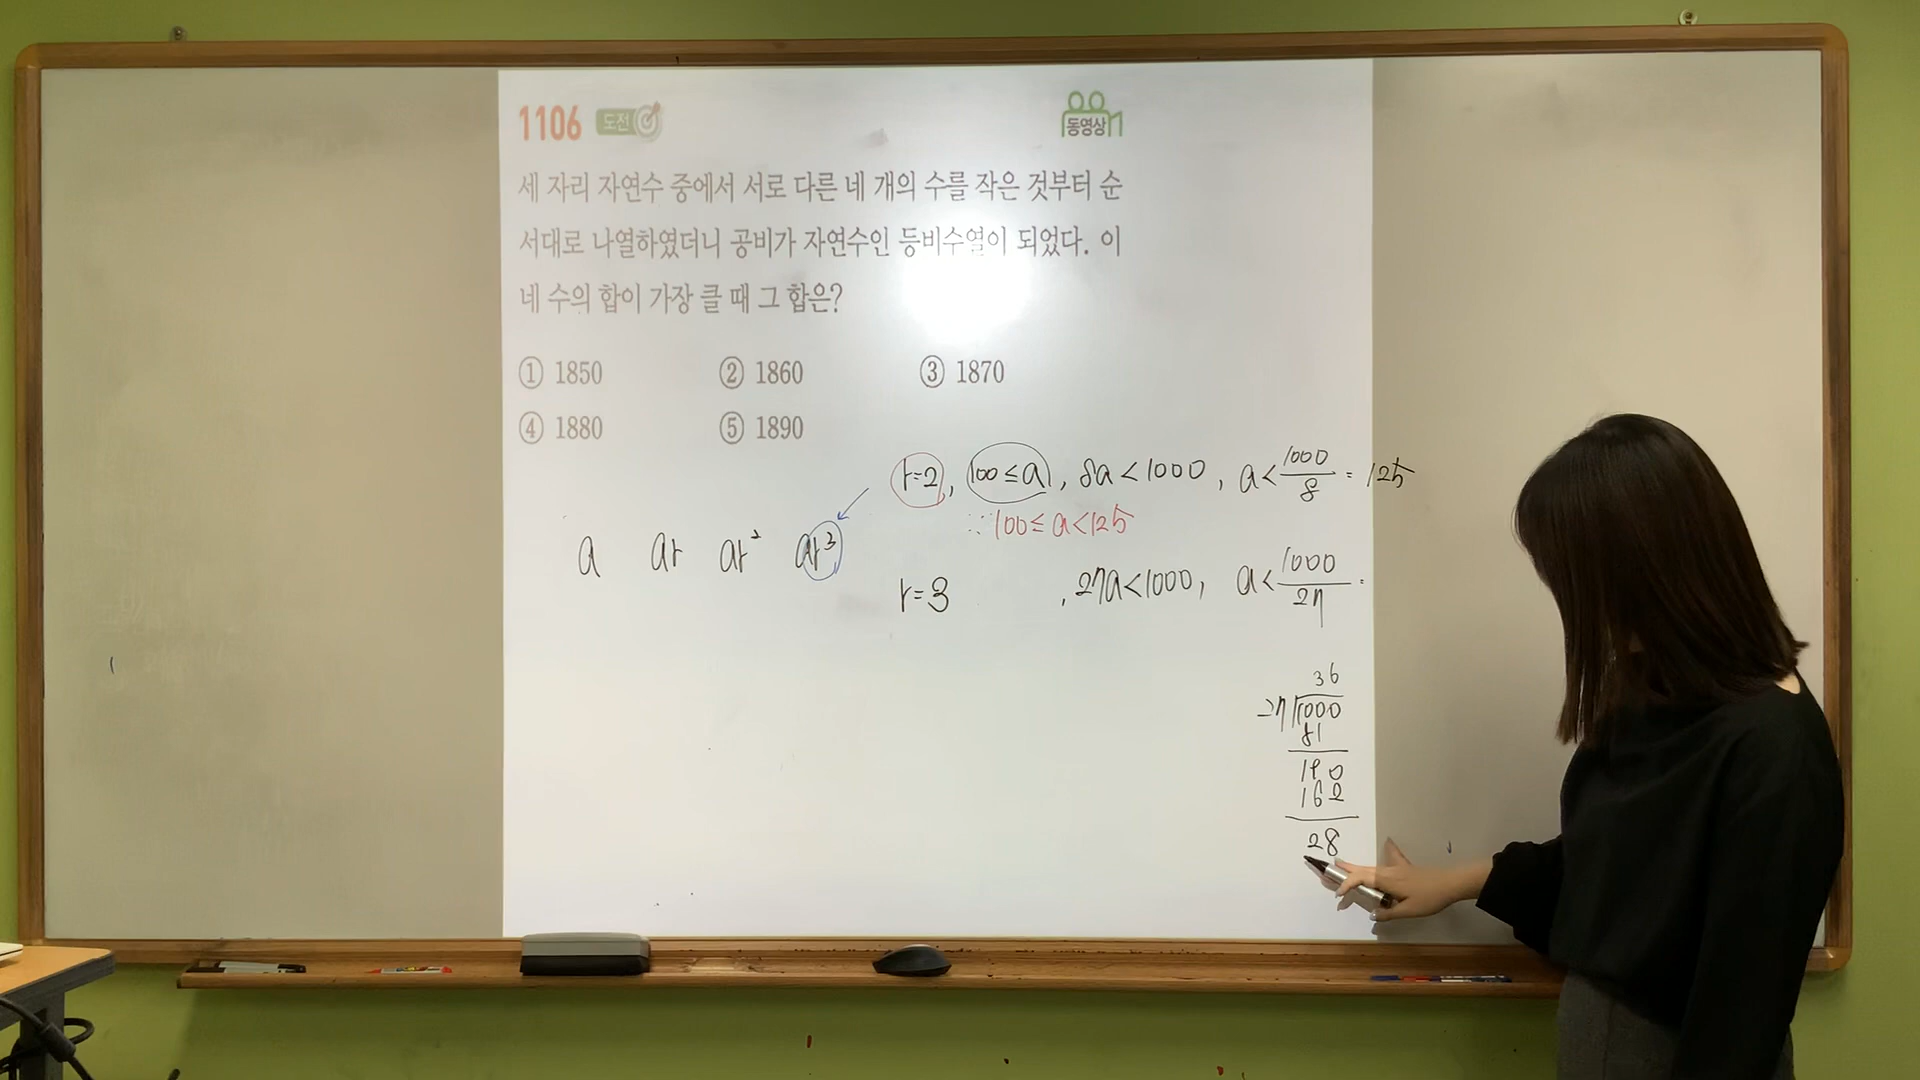 1106 도전
동영상
세 자리 자연수 중에서 서로 다른 네 개의 수를 작은 것부터 순
서대로 나열하였더니 공비가 자연수인 등비수열이 되었다. 이
네 수의 합이 가장 클 때 그 합은?
① 1850 ② 1860 ③ 1870
④ 1880 ⑤ 1890
r=2, 100≤a, 8a<1000, a<1000/8=125
∴100≤a<125
a ar ar² ar³
r=3 , 27a<1000, a<1000/27=
36
27)1000
81
190
162
28